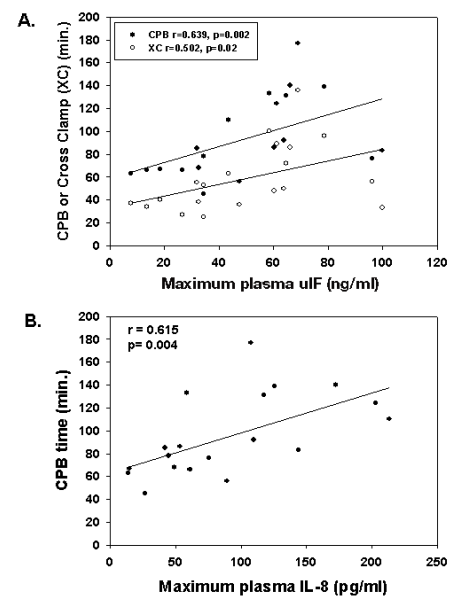 A.
CPB r=0.639, p=0.002
XC r=0.502, p=0.02
CPB or Cross Clamp (XC) (min.)
200
180
160
140
120
100
80
60
40
20
0
0 20 40 60 80 100 120
Maximum plasma uIF (ng/ml)
B.
r = 0.615
p= 0.004
CPB time (min.)
200
180
160
140
120
100
80
60
40
20
0
0 50 100 150 200 250
Maximum plasma IL-8 (pg/ml)